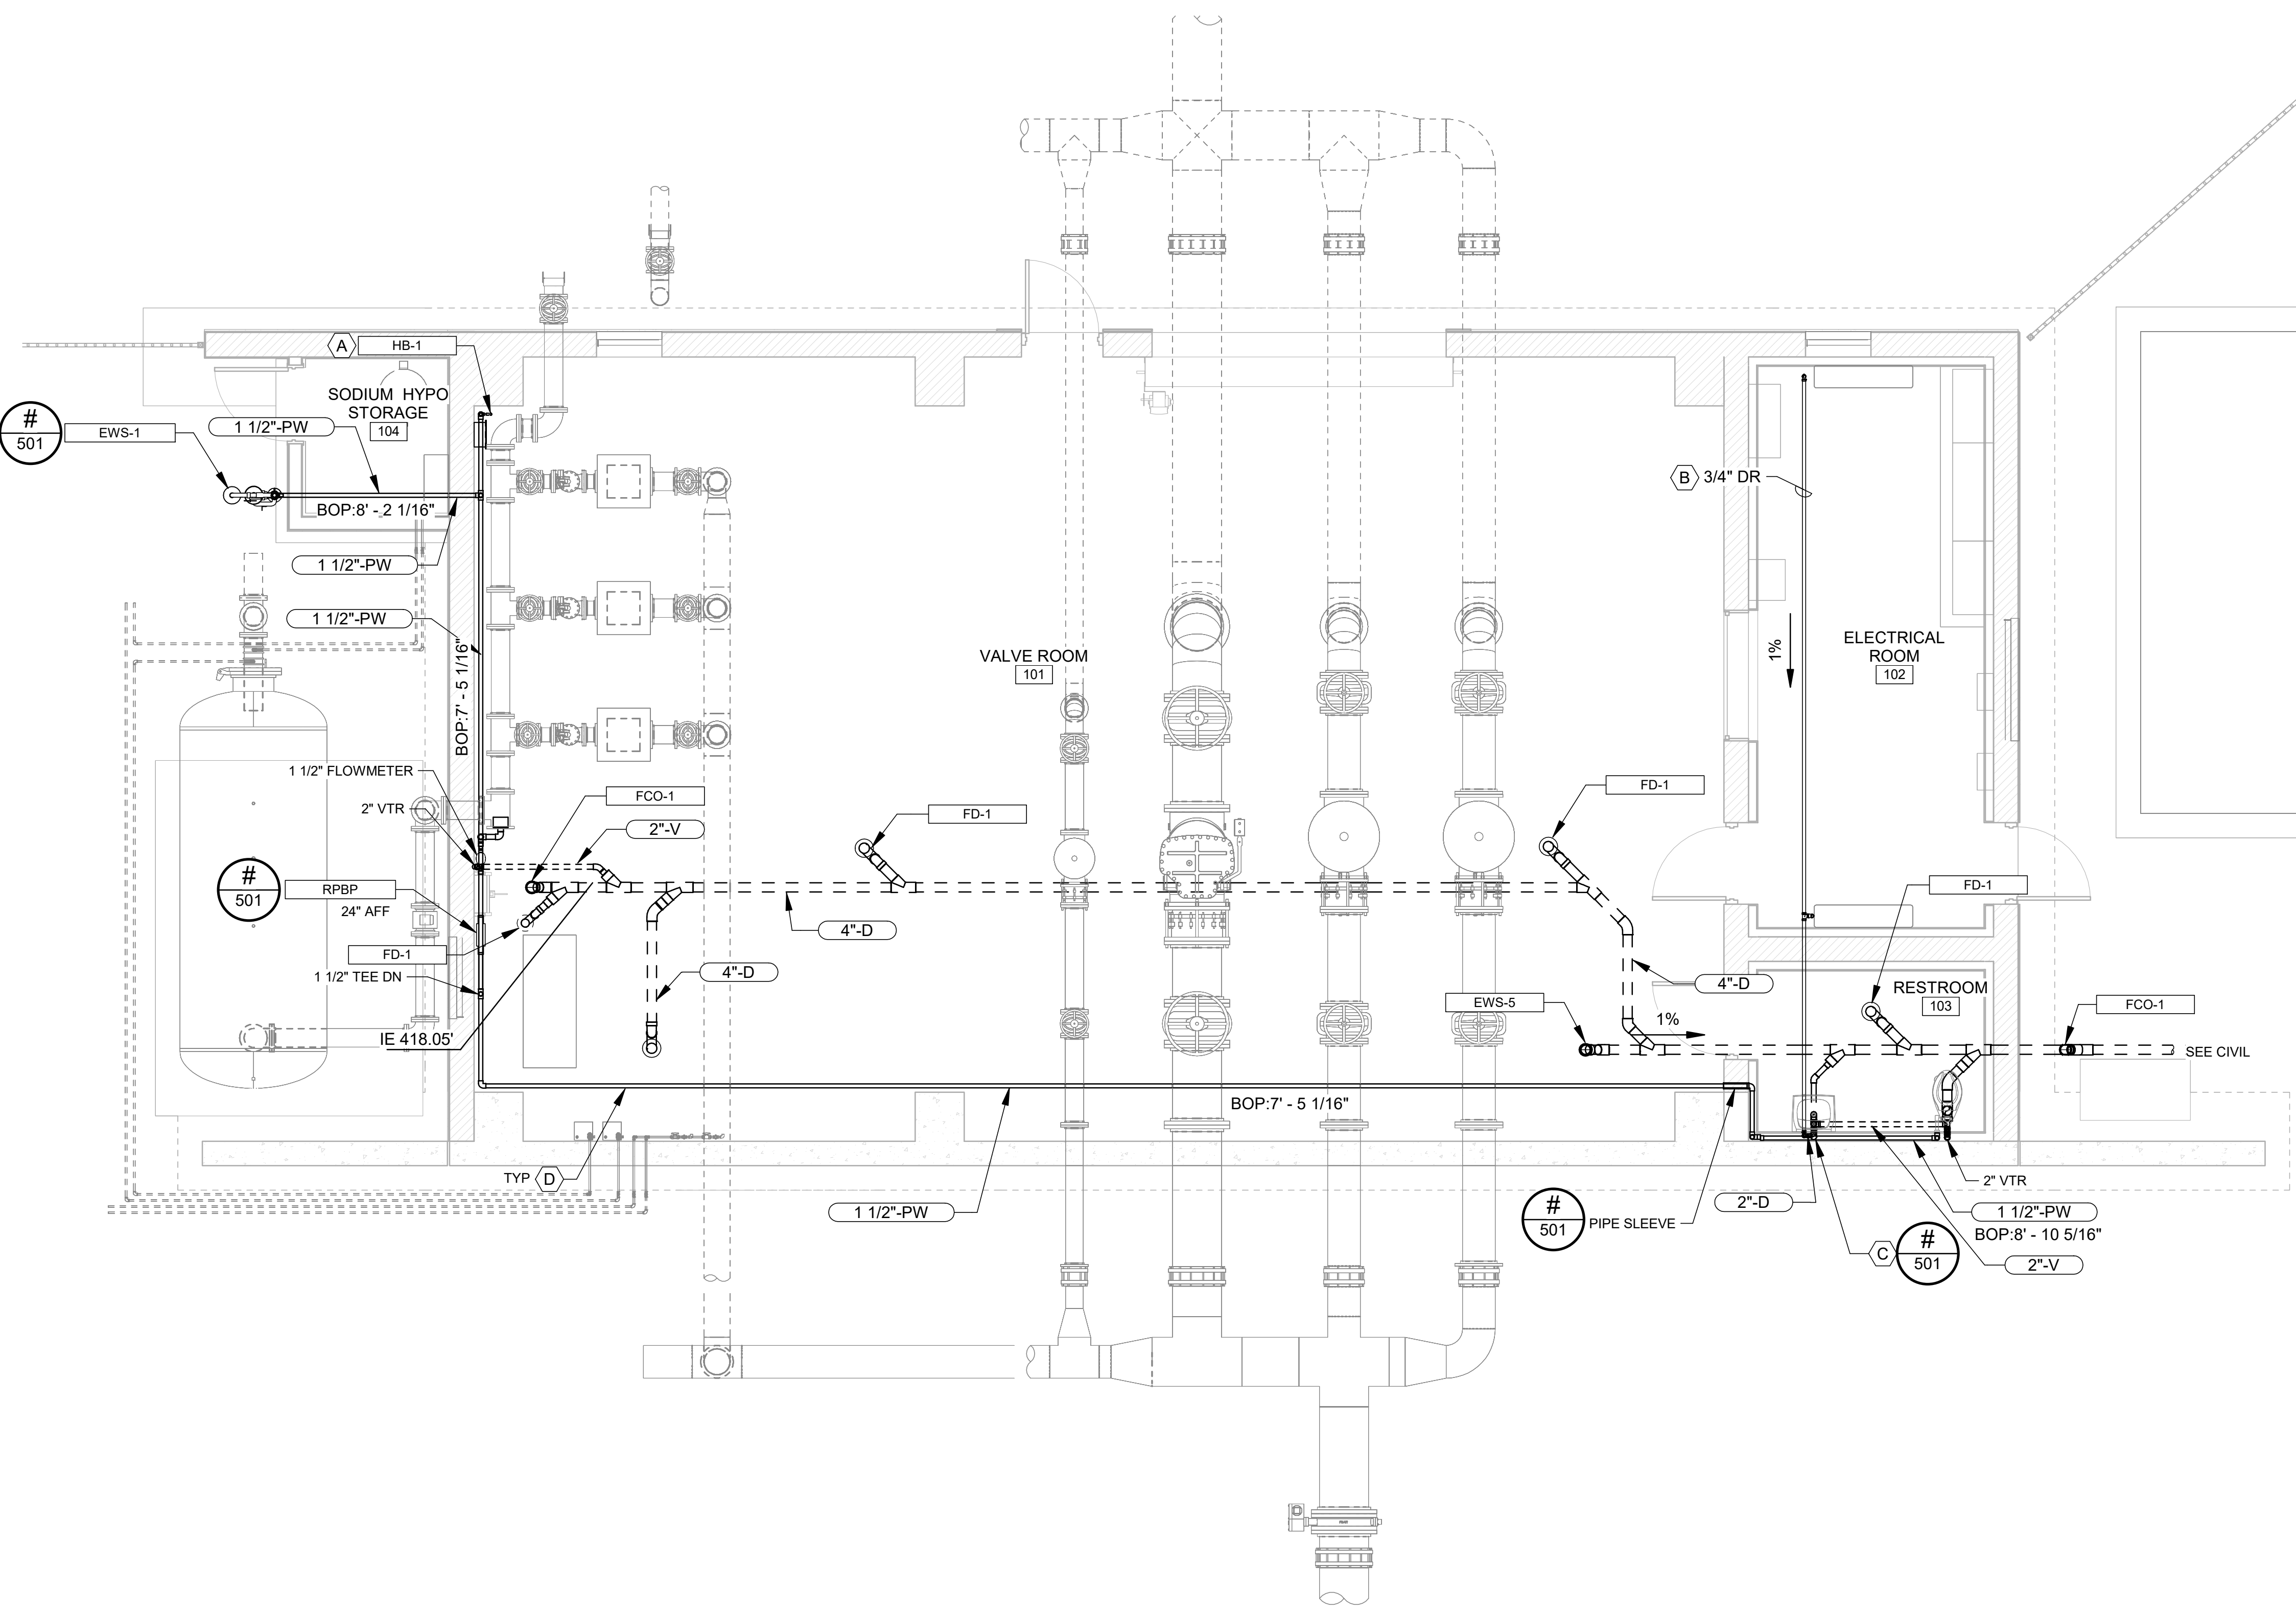 A
HB-1
SODIUM HYPO
STORAGE
104
#
501
EWS-1
1 1/2"-PW
BOP:8' - 2 1/16"
1 1/2"-PW
1 1/2"-PW
BOP:7' - 5 1/16"
B
3/4" DR
1%
ELECTRICAL
ROOM
102
VALVE ROOM
101
1 1/2" FLOWMETER
2" VTR
FCO-1
2"-V
FD-1
FD-1
#
501
RPBP
24" AFF
FD-1
1 1/2" TEE DN
IE 418.05'
4"-D
4"-D
4"-D
FD-1
RESTROOM
103
EWS-5
1%
FCO-1
SEE CIVIL
BOP:7' - 5 1/16"
TYP
D
1 1/2"-PW
#
501
PIPE SLEEVE
2"-D
2" VTR
1 1/2"-PW
BOP:8' - 10 5/16"
C
#
501
2"-V